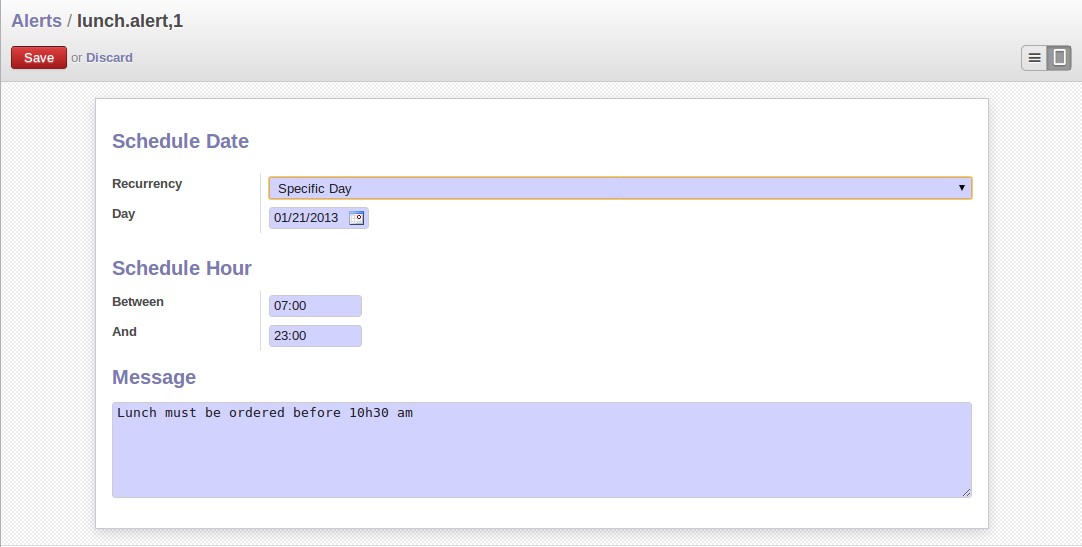 Alerts / lunch.alert,1
Save or Discard
Schedule Date
Recurrency Specific Day
Day 01/21/2013
Schedule Hour
Between 07:00
And 23:00
Message
Lunch must be ordered before 10h30 am